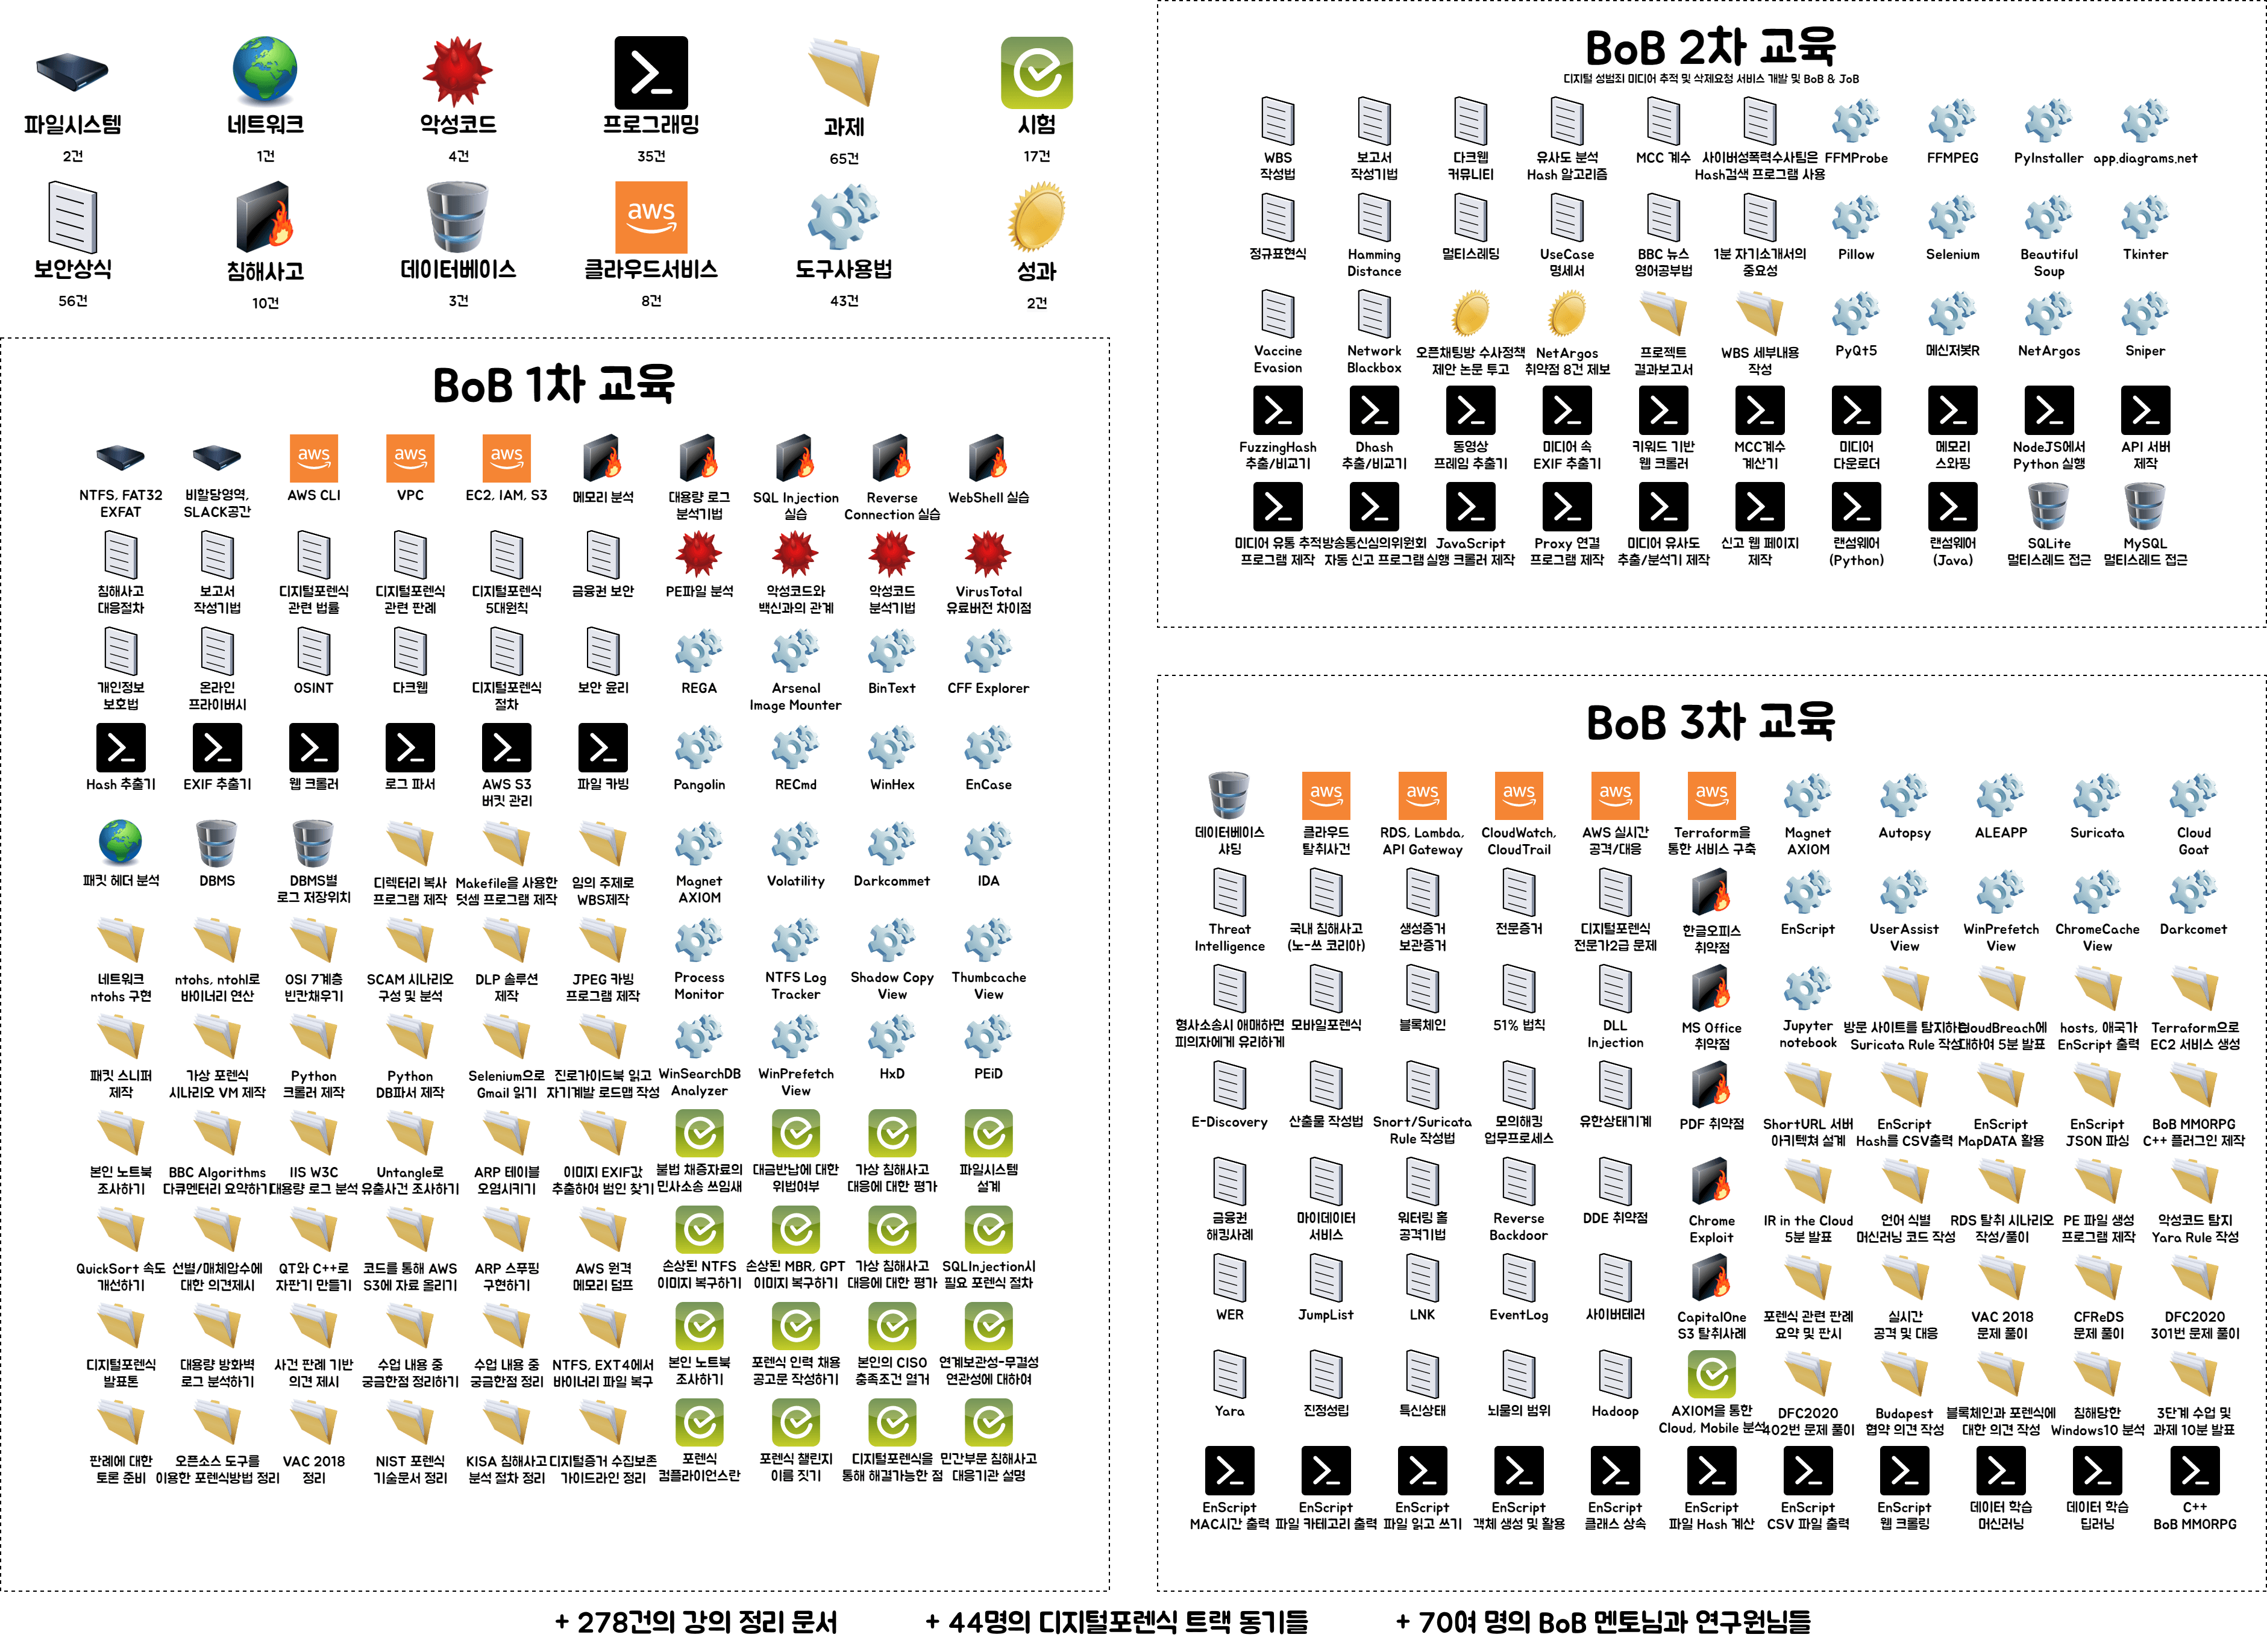 파일시스템
2건
네트워크
1건
악성코드
4건
프로그래밍
35건
과제
65건
시험
17건
보안상식
56건
침해사고
10건
데이터베이스
3건
aws
클라우드서비스
8건
도구사용법
43건
성과
2건
BoB 1차 교육
NTFS, FAT32
EXFAT
비할당영역,
SLACK공간
aws
AWS CLI
aws
VPC
aws
EC2, IAM, S3
메모리 분석
대용량 로그
분석기법
SQL Injection
실습
Reverse
Connection 실습
WebShell 실습
침해사고
대응절차
보고서
작성기법
디지털포렌식
관련 법률
디지털포렌식
관련 판례
디지털포렌식
5대원칙
금융권 보안
PE파일 분석
악성코드와
백신과의 관계
악성코드
분석기법
VirusTotal
유료버전 차이점
개인정보
보호법
온라인
프라이버시
OSINT
다크웹
디지털포렌식
절차
보안 윤리
REGA
Arsenal
Image Mounter
BinText
CFF Explorer
Hash 추출기
EXIF 추출기
웹 크롤러
로그 파서
AWS S3
버킷 관리
파일 카빙
Pangolin
RECmd
WinHex
EnCase
패킷 헤더 분석
DBMS
DBMS별
로그 저장위치
디렉터리 복사
프로그램 제작
Makefile을 사용한
덧셈 프로그램 제작
임의 주제로
WBS제작
Magnet
AXIOM
Volatility
Darkcommet
IDA
네트워크
ntohs 구현
ntohs, ntohl로
바이너리 연산
OSI 7계층
빈칸채우기
SCAM 시나리오
구성 및 분석
DLP 솔루션
제작
JPEG 카빙
프로그램 제작
Process
Monitor
NTFS Log
Tracker
Shadow Copy
View
Thumbcache
View
패킷 스니퍼
제작
가상 포렌식
시나리오 VM 제작
Python
크롤러 제작
Python
DB파서 제작
Selenium으로
Gmail 읽기
진로가이드북 읽고
자기계발 로드맵 작성
WinSearchDB
Analyzer
WinPrefetch
View
HxD
PEiD
본인 노트북
조사하기
BBC Algorithms
다큐멘터리 요약하기
IIS W3C
대용량 로그 분석
Untangle로
유출사건 조사하기
ARP 테이블
오염시키기
이미지 EXIF값
추출하여 범인 찾기
불법 채증자료의
민사소송 쓰임새
대금반납에 대한
위법여부
가상 침해사고
대응에 대한 평가
파일시스템
설계
QuickSort 속도
개선하기
선별/매체압수에
대한 의견제시
QT와 C++로
자판기 만들기
코드를 통해 AWS
S3에 자료 올리기
ARP 스푸핑
구현하기
AWS 원격
메모리 덤프
손상된 NTFS
이미지 복구하기
손상된 MBR, GPT
이미지 복구하기
가상 침해사고
대응에 대한 평가
SQLInjection시
필요 포렌식 절차
디지털포렌식
발표톤
대용량 방화벽
로그 분석하기
사건 판례 기반
의견 제시
수업 내용 중
궁금한점 정리하기
수업 내용 중
궁금한점 정리
NTFS, EXT4에서
바이너리 파일 복구
본인 노트북
조사하기
포렌식 인력 채용
공고문 작성하기
본인의 CISO
충족조건 열거
연계보관성-무결성
연관성에 대하여
판례에 대한
토론 준비
오픈소스 도구를
이용한 포렌식방법 정리
VAC 2018
정리
NIST 포렌식
기술문서 정리
KISA 침해사고
분석 절차 정리
디지털증거 수집보존
가이드라인 정리
포렌식
컴플라이언스란
포렌식 챌린지
이름 짓기
디지털포렌식을
통해 해결가능한 점
민간부문 침해사고
대응기관 설명
BoB 2차 교육
디지털 성범죄 미디어 추적 및 삭제요청 서비스 개발 및 BoB & JoB
WBS
작성법
보고서
작성기법
다크웹
커뮤니티
유사도 분석
Hash 알고리즘
MCC 계수
사이버성폭력수사팀은
Hash검색 프로그램 사용
FFMProbe
FFMPEG
PyInstaller
app.diagrams.net
정규표현식
Hamming
Distance
멀티스레딩
UseCase
명세서
BBC 뉴스
영어공부법
1분 자기소개서의
중요성
Pillow
Selenium
Beautiful
Soup
Tkinter
Vaccine
Evasion
Network
Blackbox
오픈채팅방 수사정책
제안 논문 투고
NetArgos
취약점 8건 제보
프로젝트
결과보고서
WBS 세부내용
작성
PyQt5
메신저봇R
NetArgos
Sniper
FuzzingHash
추출/비교기
Dhash
추출/비교기
동영상
프레임 추출기
미디어 속
EXIF 추출기
키워드 기반
웹 크롤러
MCC계수
계산기
미디어
다운로더
메모리
스와핑
NodeJS에서
Python 실행
API 서버
제작
미디어 유통 추적
프로그램 제작
방송통신심의위원회
자동 신고 프로그램
JavaScript
실행 크롤러 제작
Proxy 연결
프로그램 제작
미디어 유사도
추출/분석기 제작
신고 웹 페이지
제작
랜섬웨어
(Python)
랜섬웨어
(Java)
SQLite
멀티스레드 접근
MySQL
멀티스레드 접근
BoB 3차 교육
데이터베이스
샤딩
aws
클라우드
탈취사건
aws
RDS, Lambda,
API Gateway
aws
CloudWatch,
CloudTrail
aws
AWS 실시간
공격/대응
aws
Terraform을
통한 서비스 구축
Magnet
AXIOM
Autopsy
ALEAPP
Suricata
Cloud
Goat
Threat
Intelligence
국내 침해사고
(노-쓰 코리아)
생성증거
보관증거
전문증거
디지털포렌식
전문가2급 문제
한글오피스
취약점
EnScript
UserAssist
View
WinPrefetch
View
ChromeCache
View
Darkcomet
형사소송시 애매하면
피의자에게 유리하게
모바일포렌식
블록체인
51% 법칙
DLL
Injection
MS Office
취약점
Jupyter
notebook
방문 사이트를 탐지하는
Suricata Rule 작성
CloudBreach에
대하여 5분 발표
hosts, 애국가
EnScript 출력
Terraform으로
EC2 서비스 생성
E-Discovery
산출물 작성법
Snort/Suricata
Rule 작성법
모의해킹
업무프로세스
유한상태기계
PDF 취약점
ShortURL 서버
아키텍쳐 설계
EnScript
Hash를 CSV출력
EnScript
MapDATA 활용
EnScript
JSON 파싱
BoB MMORPG
C++ 플러그인 제작
금융권
해킹사례
마이데이터
서비스
워터링 홀
공격기법
Reverse
Backdoor
DDE 취약점
Chrome
Exploit
IR in the Cloud
5분 발표
언어 식별
머신러닝 코드 작성
RDS 탈취 시나리오
작성/풀이
PE 파일 생성
프로그램 제작
악성코드 탐지
Yara Rule 작성
WER
JumpList
LNK
EventLog
사이버테러
CapitalOne
S3 탈취사례
포렌식 관련 판례
요약 및 판시
실시간
공격 및 대응
VAC 2018
문제 풀이
CFReDS
문제 풀이
DFC2020
301번 문제 풀이
Yara
진정성립
특신상태
뇌물의 범위
Hadoop
AXIOM을 통한
Cloud, Mobile 분석
DFC2020
402번 문제 풀이
Budapest
협약 의견 작성
블록체인과 포렌식에
대한 의견 작성
침해당한
Windows10 분석
3단계 수업 및
과제 10분 발표
EnScript
MAC시간 출력
EnScript
파일 카테고리 출력
EnScript
파일 읽고 쓰기
EnScript
객체 생성 및 활용
EnScript
클래스 상속
EnScript
파일 Hash 계산
EnScript
CSV 파일 출력
EnScript
웹 크롤링
데이터 학습
머신러닝
데이터 학습
딥러닝
C++
BoB MMORPG
+ 278건의 강의 정리 문서
+ 44명의 디지털포렌식 트랙 동기들
+ 70여 명의 BoB 멘토님과 연구원님들